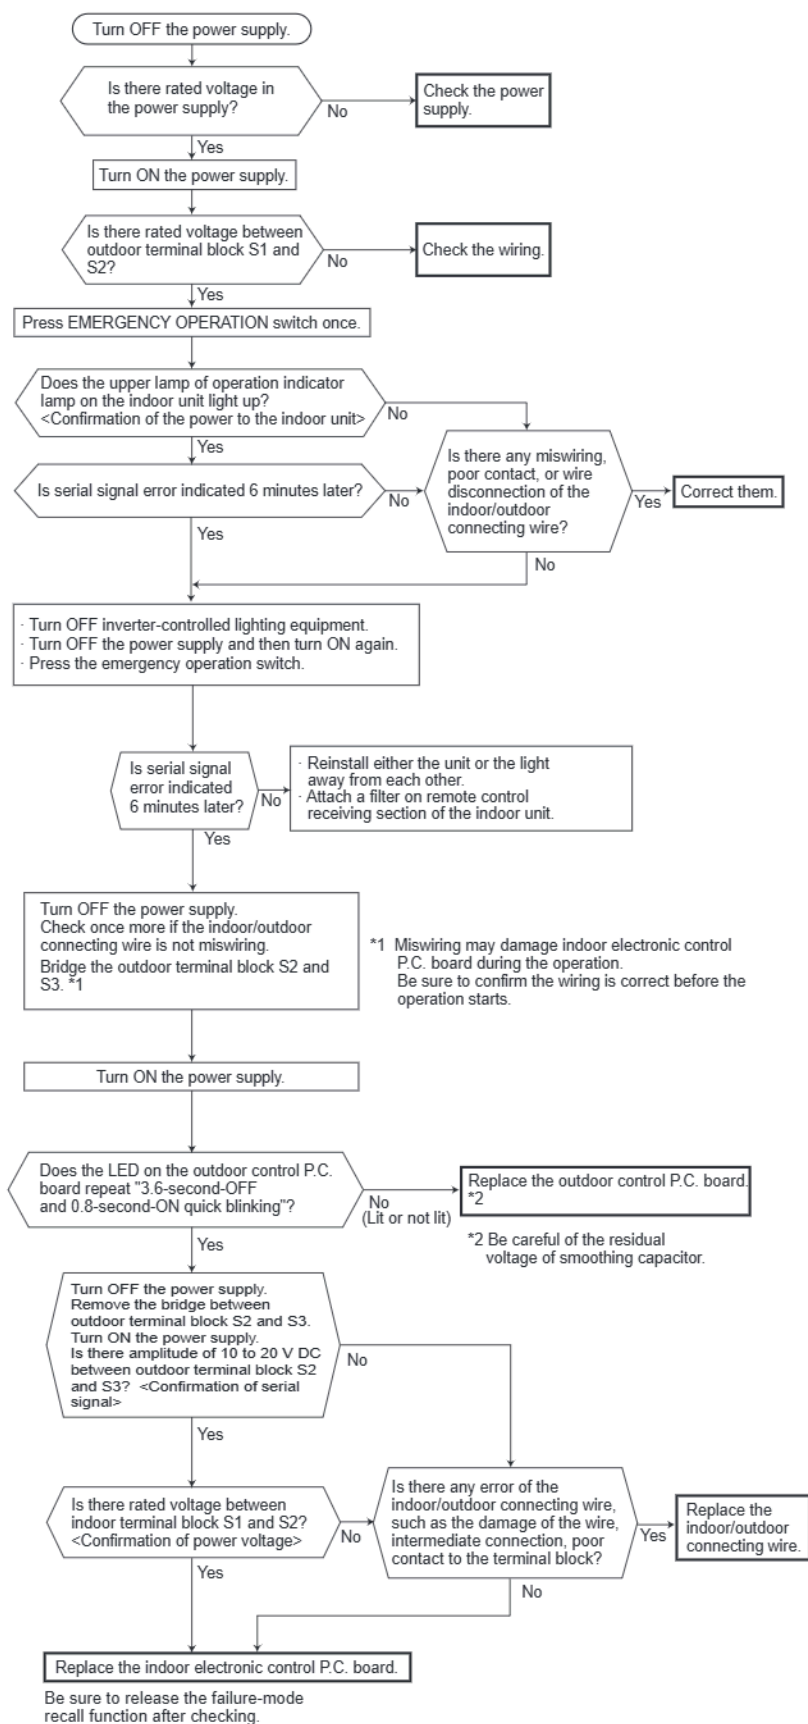 Turn OFF the power supply.
Is there rated voltage in
the power supply?
No
Check the power
supply.
Yes
Turn ON the power supply.
Is there rated voltage between
outdoor terminal block S1 and
S2?
No
Check the wiring.
Yes
Press EMERGENCY OPERATION switch once.
Does the upper lamp of operation indicator
lamp on the indoor unit light up?
<Confirmation of the power to the indoor unit>
No
Yes
Is serial signal error indicated 6 minutes later?
No
Is there any miswiring,
poor contact, or wire
disconnection of the
indoor/outdoor
connecting wire?
Yes
Correct them.
Yes
No
· Turn OFF inverter-controlled lighting equipment.
· Turn OFF the power supply and then turn ON again.
· Press the emergency operation switch.
Is serial signal
error indicated
6 minutes later?
No
· Reinstall either the unit or the light
away from each other.
· Attach a filter on remote control
receiving section of the indoor unit.
Yes
Turn OFF the power supply.
Check once more if the indoor/outdoor
connecting wire is not miswiring.
Bridge the outdoor terminal block S2 and
S3. *1
*1 Miswiring may damage indoor electronic control
P.C. board during the operation.
Be sure to confirm the wiring is correct before the
operation starts.
Turn ON the power supply.
Does the LED on the outdoor control P.C.
board repeat "3.6-second-OFF
and 0.8-second-ON quick blinking"?
No
(Lit or not lit)
Replace the outdoor control P.C. board.
*2
*2 Be careful of the residual
voltage of smoothing capacitor.
Yes
Turn OFF the power supply.
Remove the bridge between
outdoor terminal block S2 and S3.
Turn ON the power supply.
Is there amplitude of 10 to 20 V DC
between outdoor terminal block S2
and S3? <Confirmation of serial
signal>
No
Yes
Is there rated voltage between
indoor terminal block S1 and S2?
<Confirmation of power voltage>
No
Is there any error of the
indoor/outdoor connecting wire,
such as the damage of the wire,
intermediate connection, poor
contact to the terminal block?
Yes
Replace the
indoor/outdoor
connecting wire.
Yes
No
Replace the indoor electronic control P.C. board.
Be sure to release the failure-mode
recall function after checking.